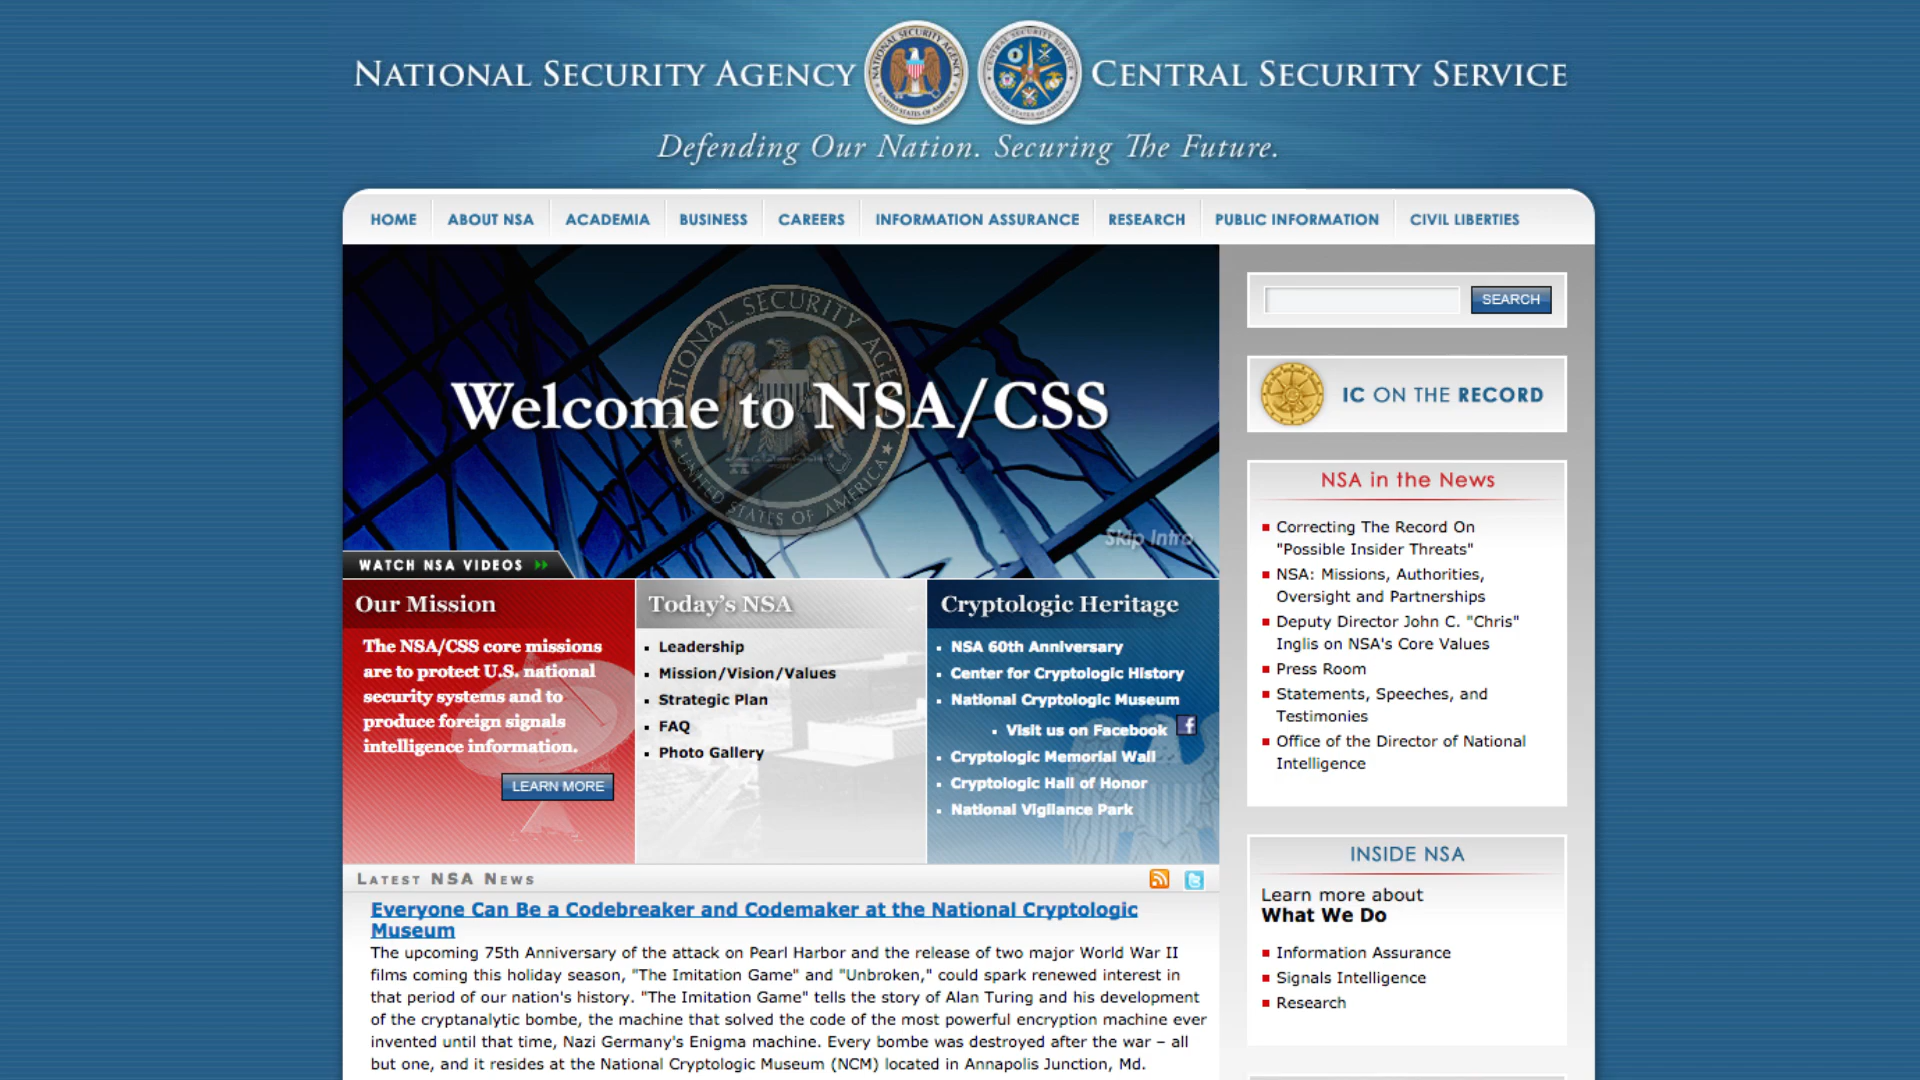 NATIONAL SECURITY AGENCY
CENTRAL SECURITY SERVICE
Defending Our Nation. Securing The Future.
HOME
ABOUT NSA
ACADEMIA
BUSINESS
CAREERS
INFORMATION ASSURANCE
RESEARCH
PUBLIC INFORMATION
CIVIL LIBERTIES
NATIONAL SECURITY AGENCY
UNITED STATES OF AMERICA
Welcome to NSA/CSS
Skip Intro
WATCH NSA VIDEOS
Our Mission
The NSA/CSS core missions
are to protect U.S. national
security systems and to
produce foreign signals
intelligence information.
LEARN MORE
Today's NSA
Leadership
Mission/Vision/Values
Strategic Plan
FAQ
Photo Gallery
Cryptologic Heritage
NSA 60th Anniversary
Center for Cryptologic History
National Cryptologic Museum
Visit us on Facebook
Cryptologic Memorial Wall
Cryptologic Hall of Honor
National Vigilance Park
LATEST NSA NEWS
Everyone Can Be a Codebreaker and Codemaker at the National Cryptologic
Museum
The upcoming 75th Anniversary of the attack on Pearl Harbor and the release of two major World War II
films coming this holiday season, "The Imitation Game" and "Unbroken," could spark renewed interest in
that period of our nation's history. "The Imitation Game" tells the story of Alan Turing and his development
of the cryptanalytic bombe, the machine that solved the code of the most powerful encryption machine ever
invented until that time, Nazi Germany's Enigma machine. Every bombe was destroyed after the war – all
but one, and it resides at the National Cryptologic Museum (NCM) located in Annapolis Junction, Md.
SEARCH
IC ON THE RECORD
NSA in the News
Correcting The Record On
"Possible Insider Threats"
NSA: Missions, Authorities,
Oversight and Partnerships
Deputy Director John C. "Chris"
Inglis on NSA's Core Values
Press Room
Statements, Speeches, and
Testimonies
Office of the Director of National
Intelligence
INSIDE NSA
Learn more about
What We Do
Information Assurance
Signals Intelligence
Research